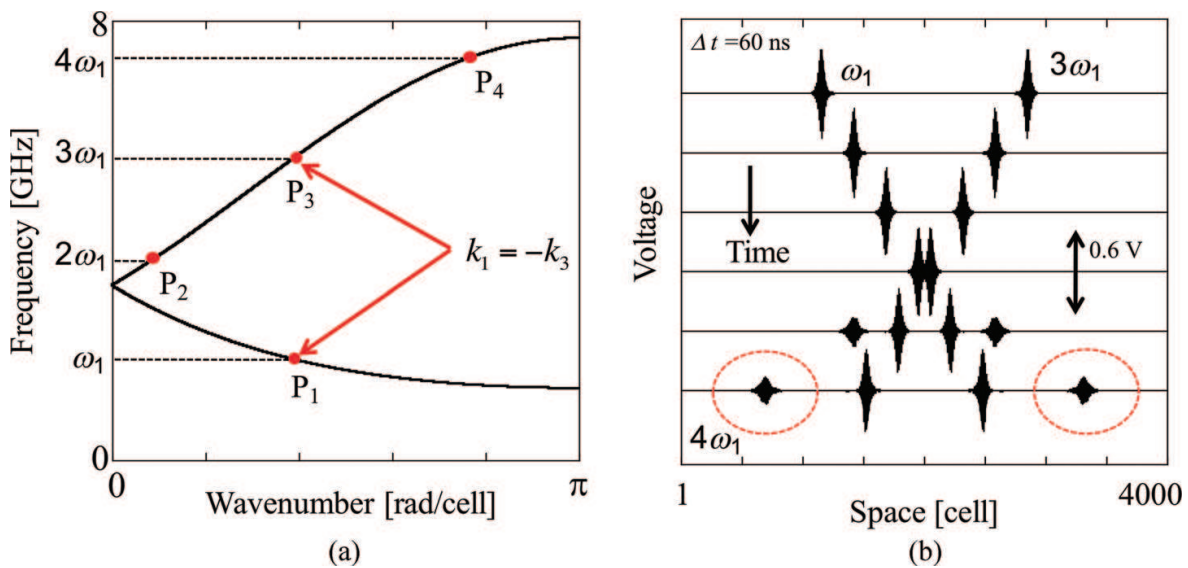 8
4ω₁
P₄
3ω₁
P₃
k₁ = −k₃
2ω₁
P₂
ω₁
P₁
0
Frequency [GHz]
0
π
Wavenumber [rad/cell]
(a)
Δt =60 ns
ω₁
3ω₁
Time
0.6 V
4ω₁
Voltage
1
4000
Space [cell]
(b)